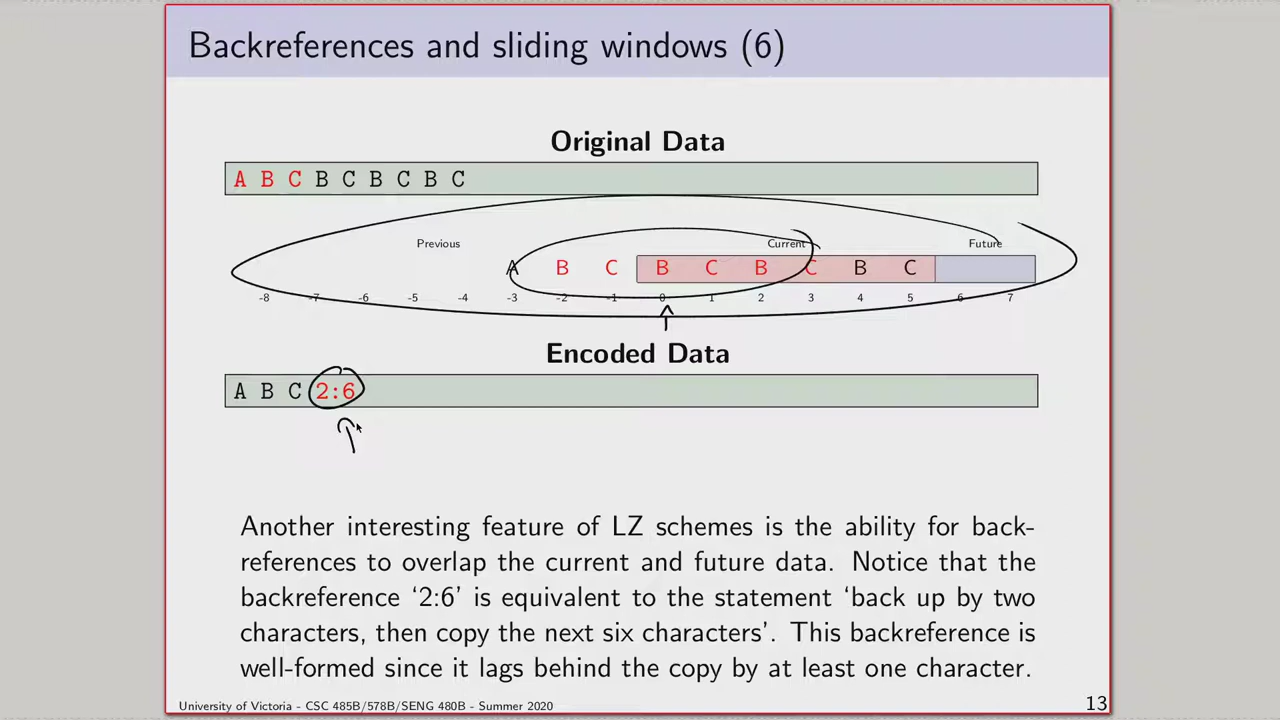 Backreferences and sliding windows (6)
Original Data
A B C B C B C B C
Previous Current Future
A B C B C B C B C
-8 -7 -6 -5 -4 -3 -2 -1 0 1 2 3 4 5 6 7
Encoded Data
A B C 2:6
Another interesting feature of LZ schemes is the ability for back-
references to overlap the current and future data. Notice that the
backreference ‘2:6’ is equivalent to the statement ‘back up by two
characters, then copy the next six characters’. This backreference is
well-formed since it lags behind the copy by at least one character.
University of Victoria - CSC 485B/578B/SENG 480B - Summer 2020
13